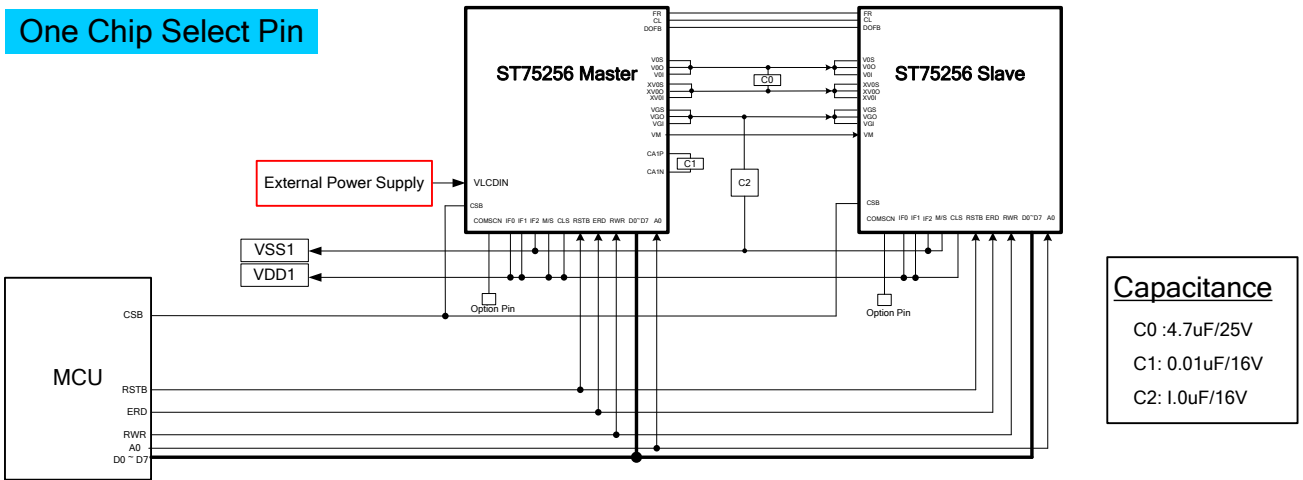 One Chip Select Pin
FR
CL
DOFB
V0S
V0O
V0I
XV0S
XV0O
XV0I
VGS
VGO
VGI
VM
CA1P
CA1N
ST75256 Master
VLCDIN
CSB
COMSCN IF0 IF1 IF2 M/S CLS RSTB ERD RWR D0~D7 A0
C0
C1
C2
FR
CL
DOFB
V0S
V0O
V0I
XV0S
XV0O
XV0I
VGS
VGO
VGI
VM
ST75256 Slave
CSB
COMSCN IF0 IF1 IF2 M/S CLS RSTB ERD RWR D0~D7 A0
External Power Supply
VSS1
VDD1
Option Pin
Option Pin
MCU
CSB
RSTB
ERD
RWR
A0
D0 ~ D7
Capacitance
C0 :4.7uF/25V
C1: 0.01uF/16V
C2: I.0uF/16V